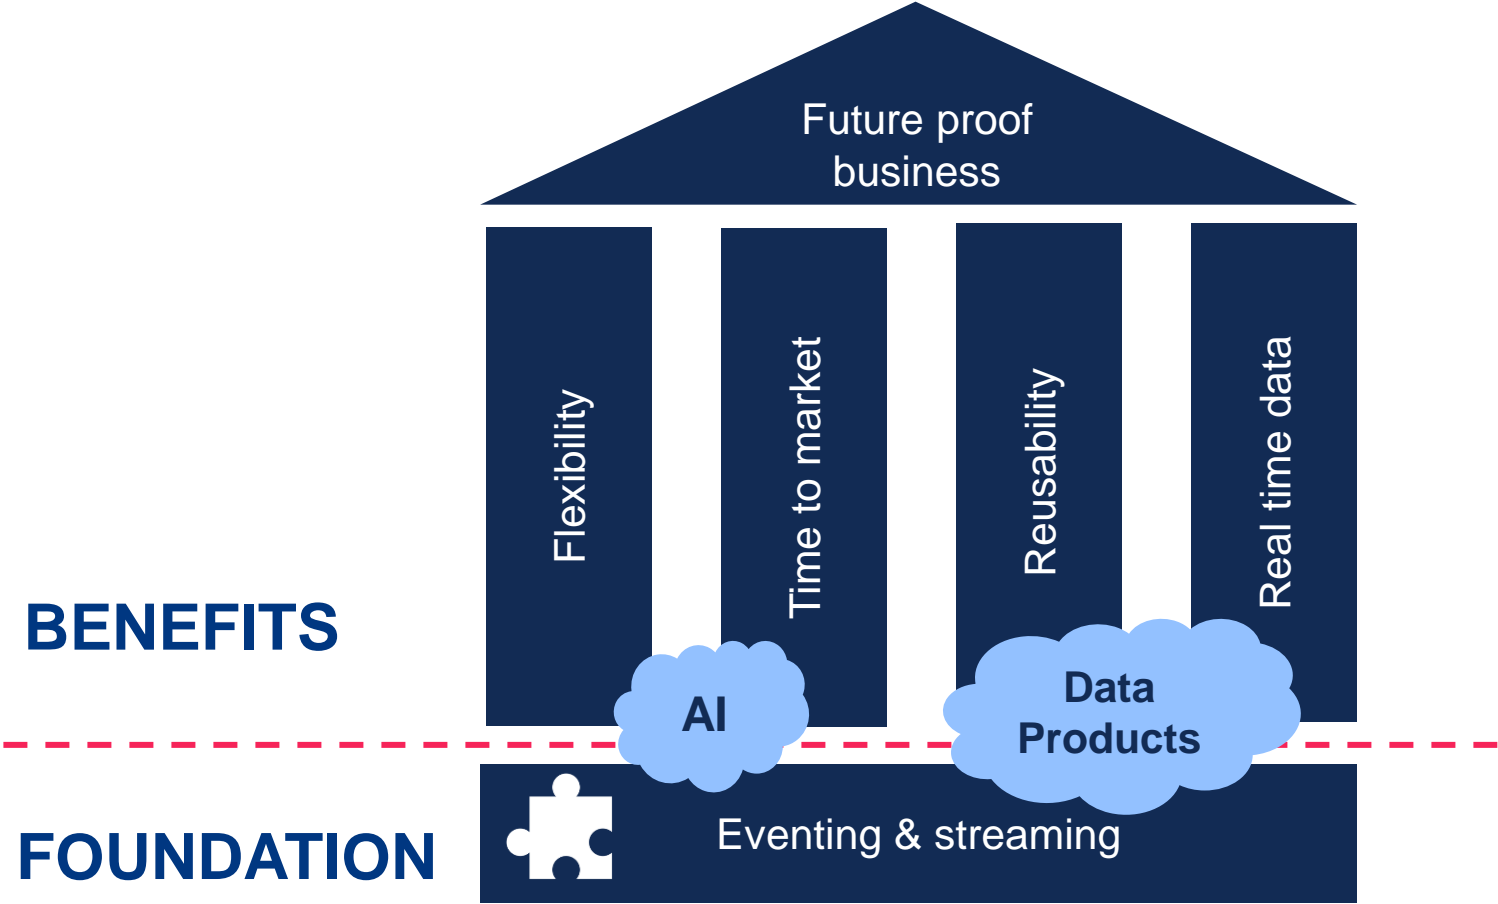 Future proof
business
Flexibility
Time to market
Reusability
Real time data
BENEFITS
AI
Data
Products
FOUNDATION
Eventing & streaming